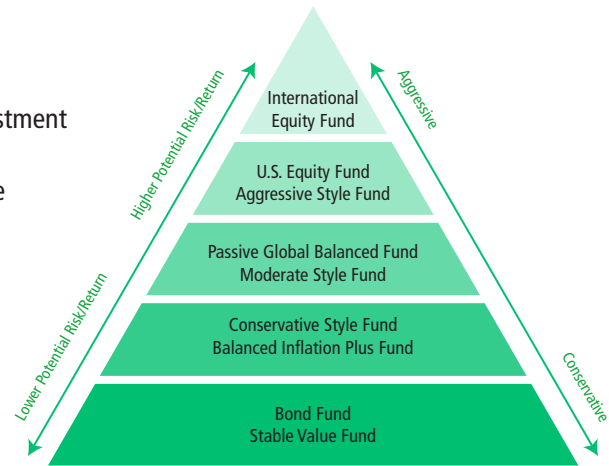 International
Equity Fund
U.S. Equity Fund
Aggressive Style Fund
Passive Global Balanced Fund
Moderate Style Fund
Conservative Style Fund
Balanced Inflation Plus Fund
Bond Fund
Stable Value Fund
Higher Potential Risk/Return
Lower Potential Risk/Return
Aggressive
Conservative